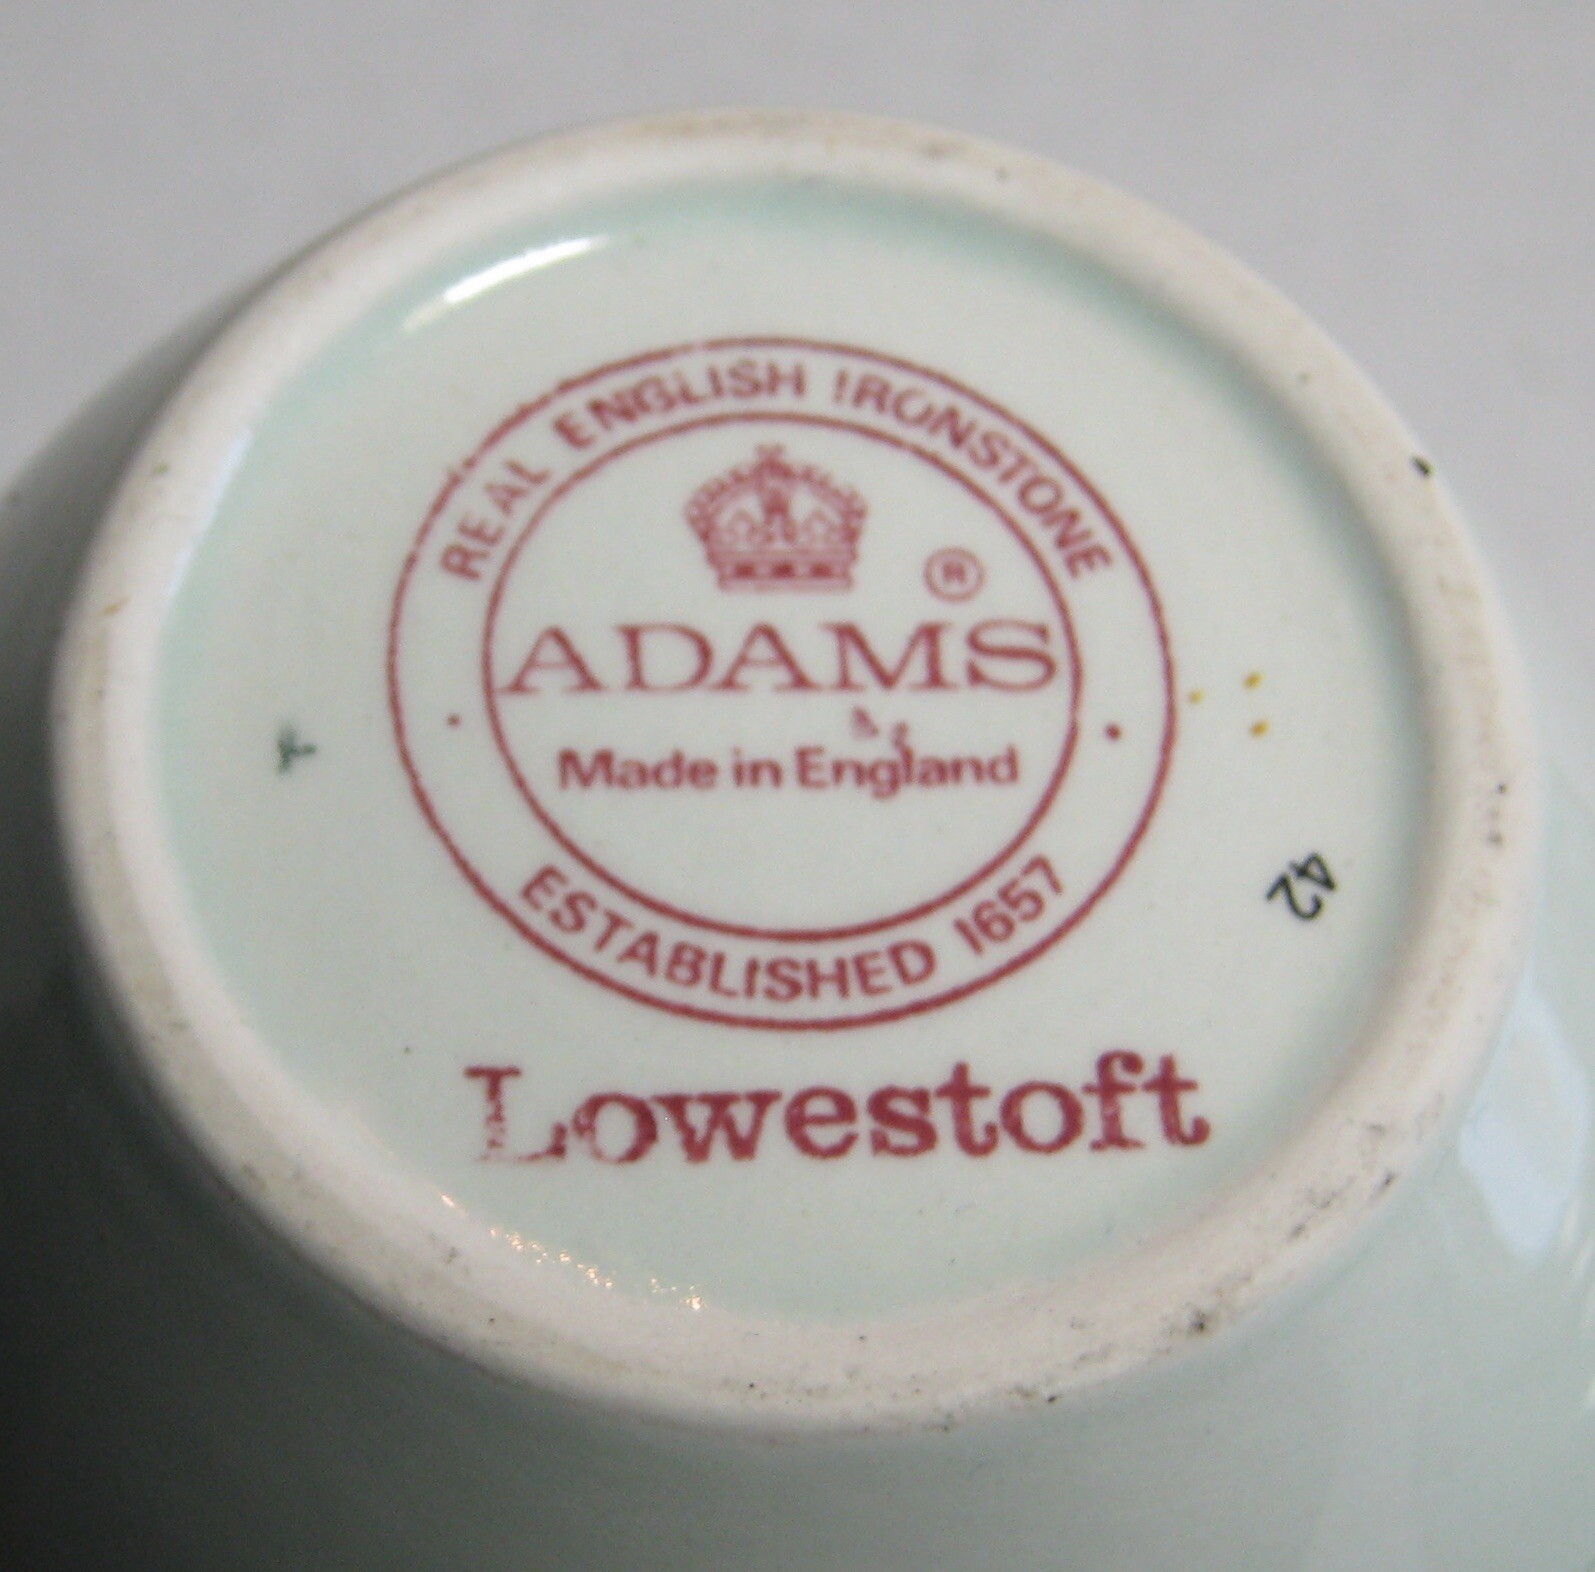 REAL ENGLISH IRONSTONE
®
ADAMS
Made in England
ESTABLISHED 1657
Lowestoft
42